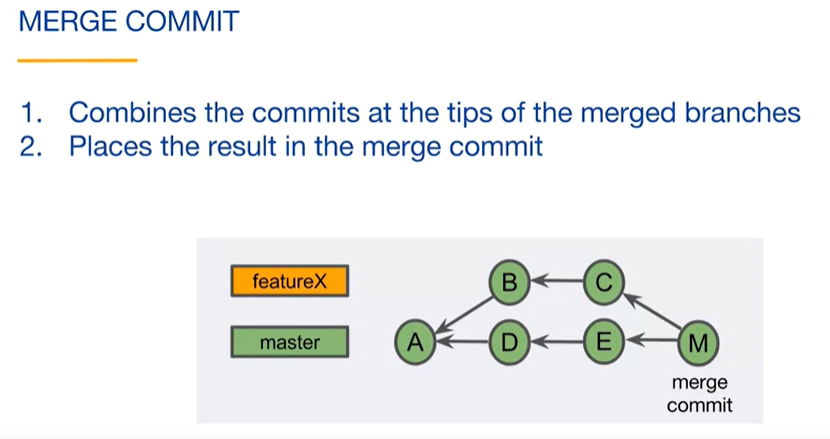 MERGE COMMIT
1. Combines the commits at the tips of the merged branches
2. Places the result in the merge commit
featureX
B
C
master
A
D
E
M
merge
commit